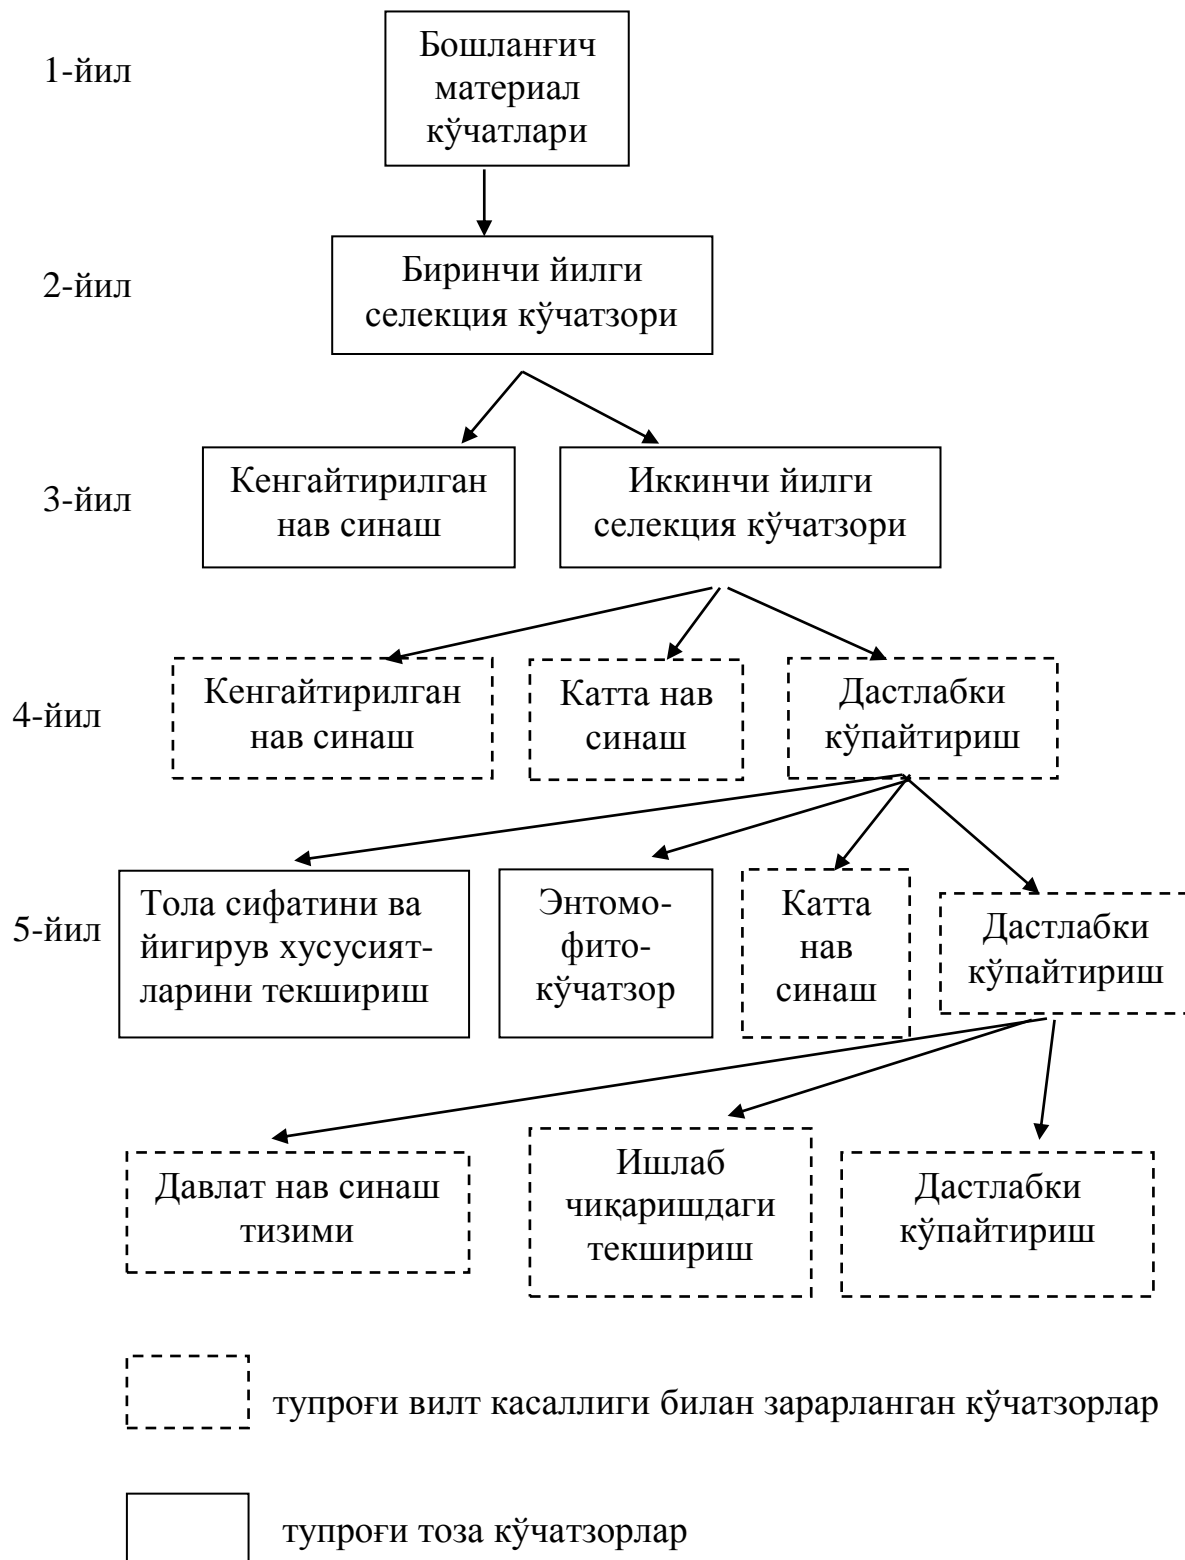 1-йил
Бошланғич
материал
кўчатлари
2-йил
Биринчи йилги
селекция кўчатзори
3-йил
Кенгайтирилган
нав синаш
Иккинчи йилги
селекция кўчатзори
4-йил
Кенгайтирилган
нав синаш
Катта нав
синаш
Дастлабки
кўпайтириш
5-йил
Тола сифатини ва
йигирув хусусият-
ларини текшириш
Энтомо-
фито-
кўчатзор
Катта
нав
синаш
Дастлабки
кўпайтириш
Давлат нав синаш
тизими
Ишлаб
чиқаришдаги
текшириш
Дастлабки
кўпайтириш
тупроғи вилт касаллиги билан зарарланган кўчатзорлар
тупроғи тоза кўчатзорлар